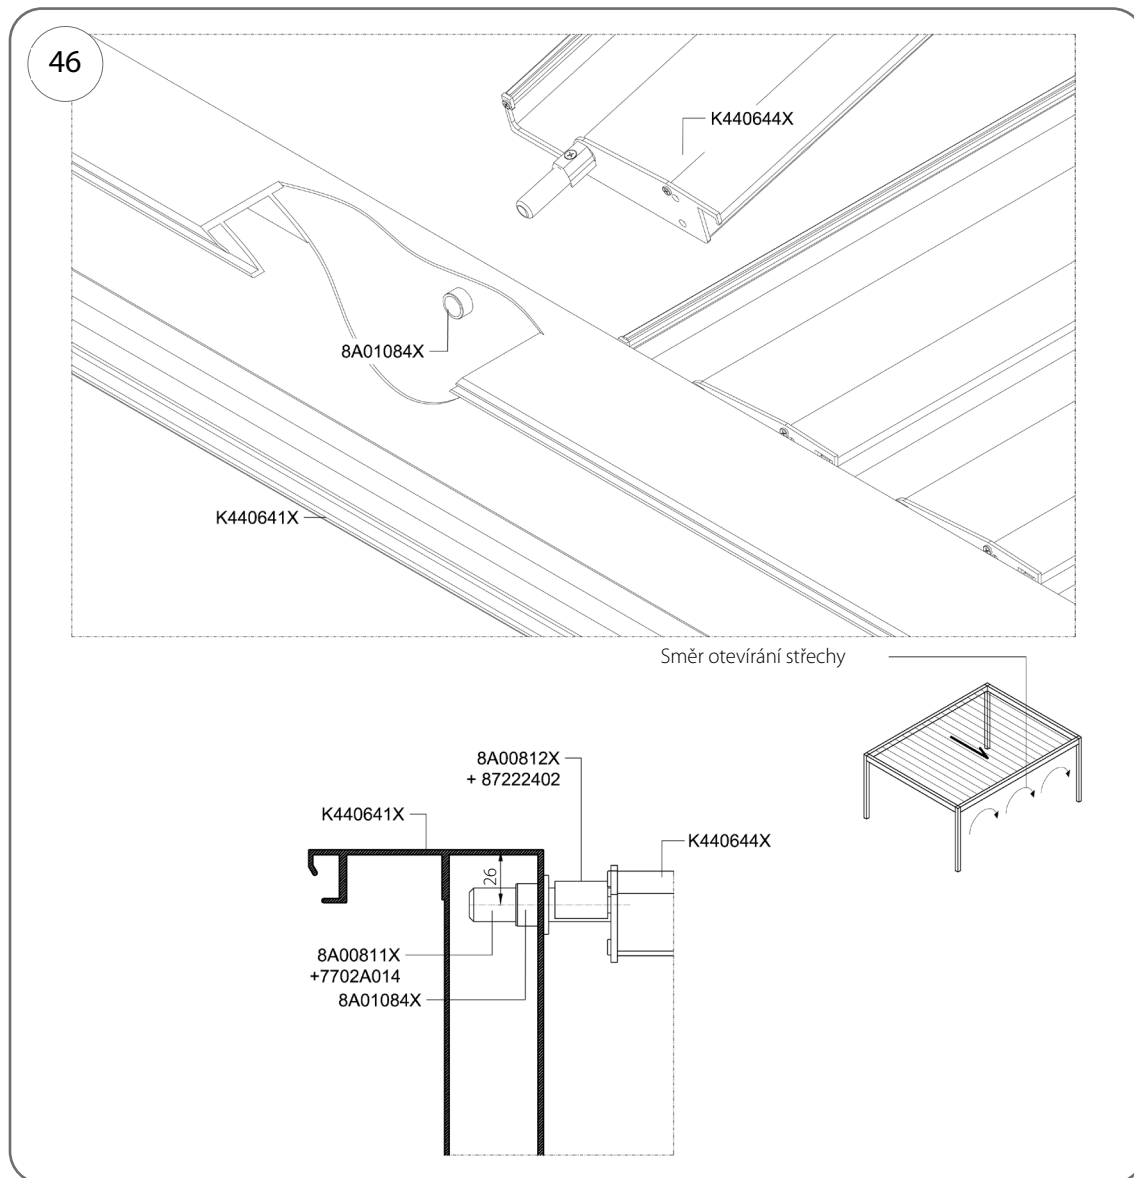 46
K440644X
8A01084X
K440641X
Směr otevírání střechy
8A00812X
+ 87222402
K440641X
K440644X
26
8A00811X
+7702A014
8A01084X